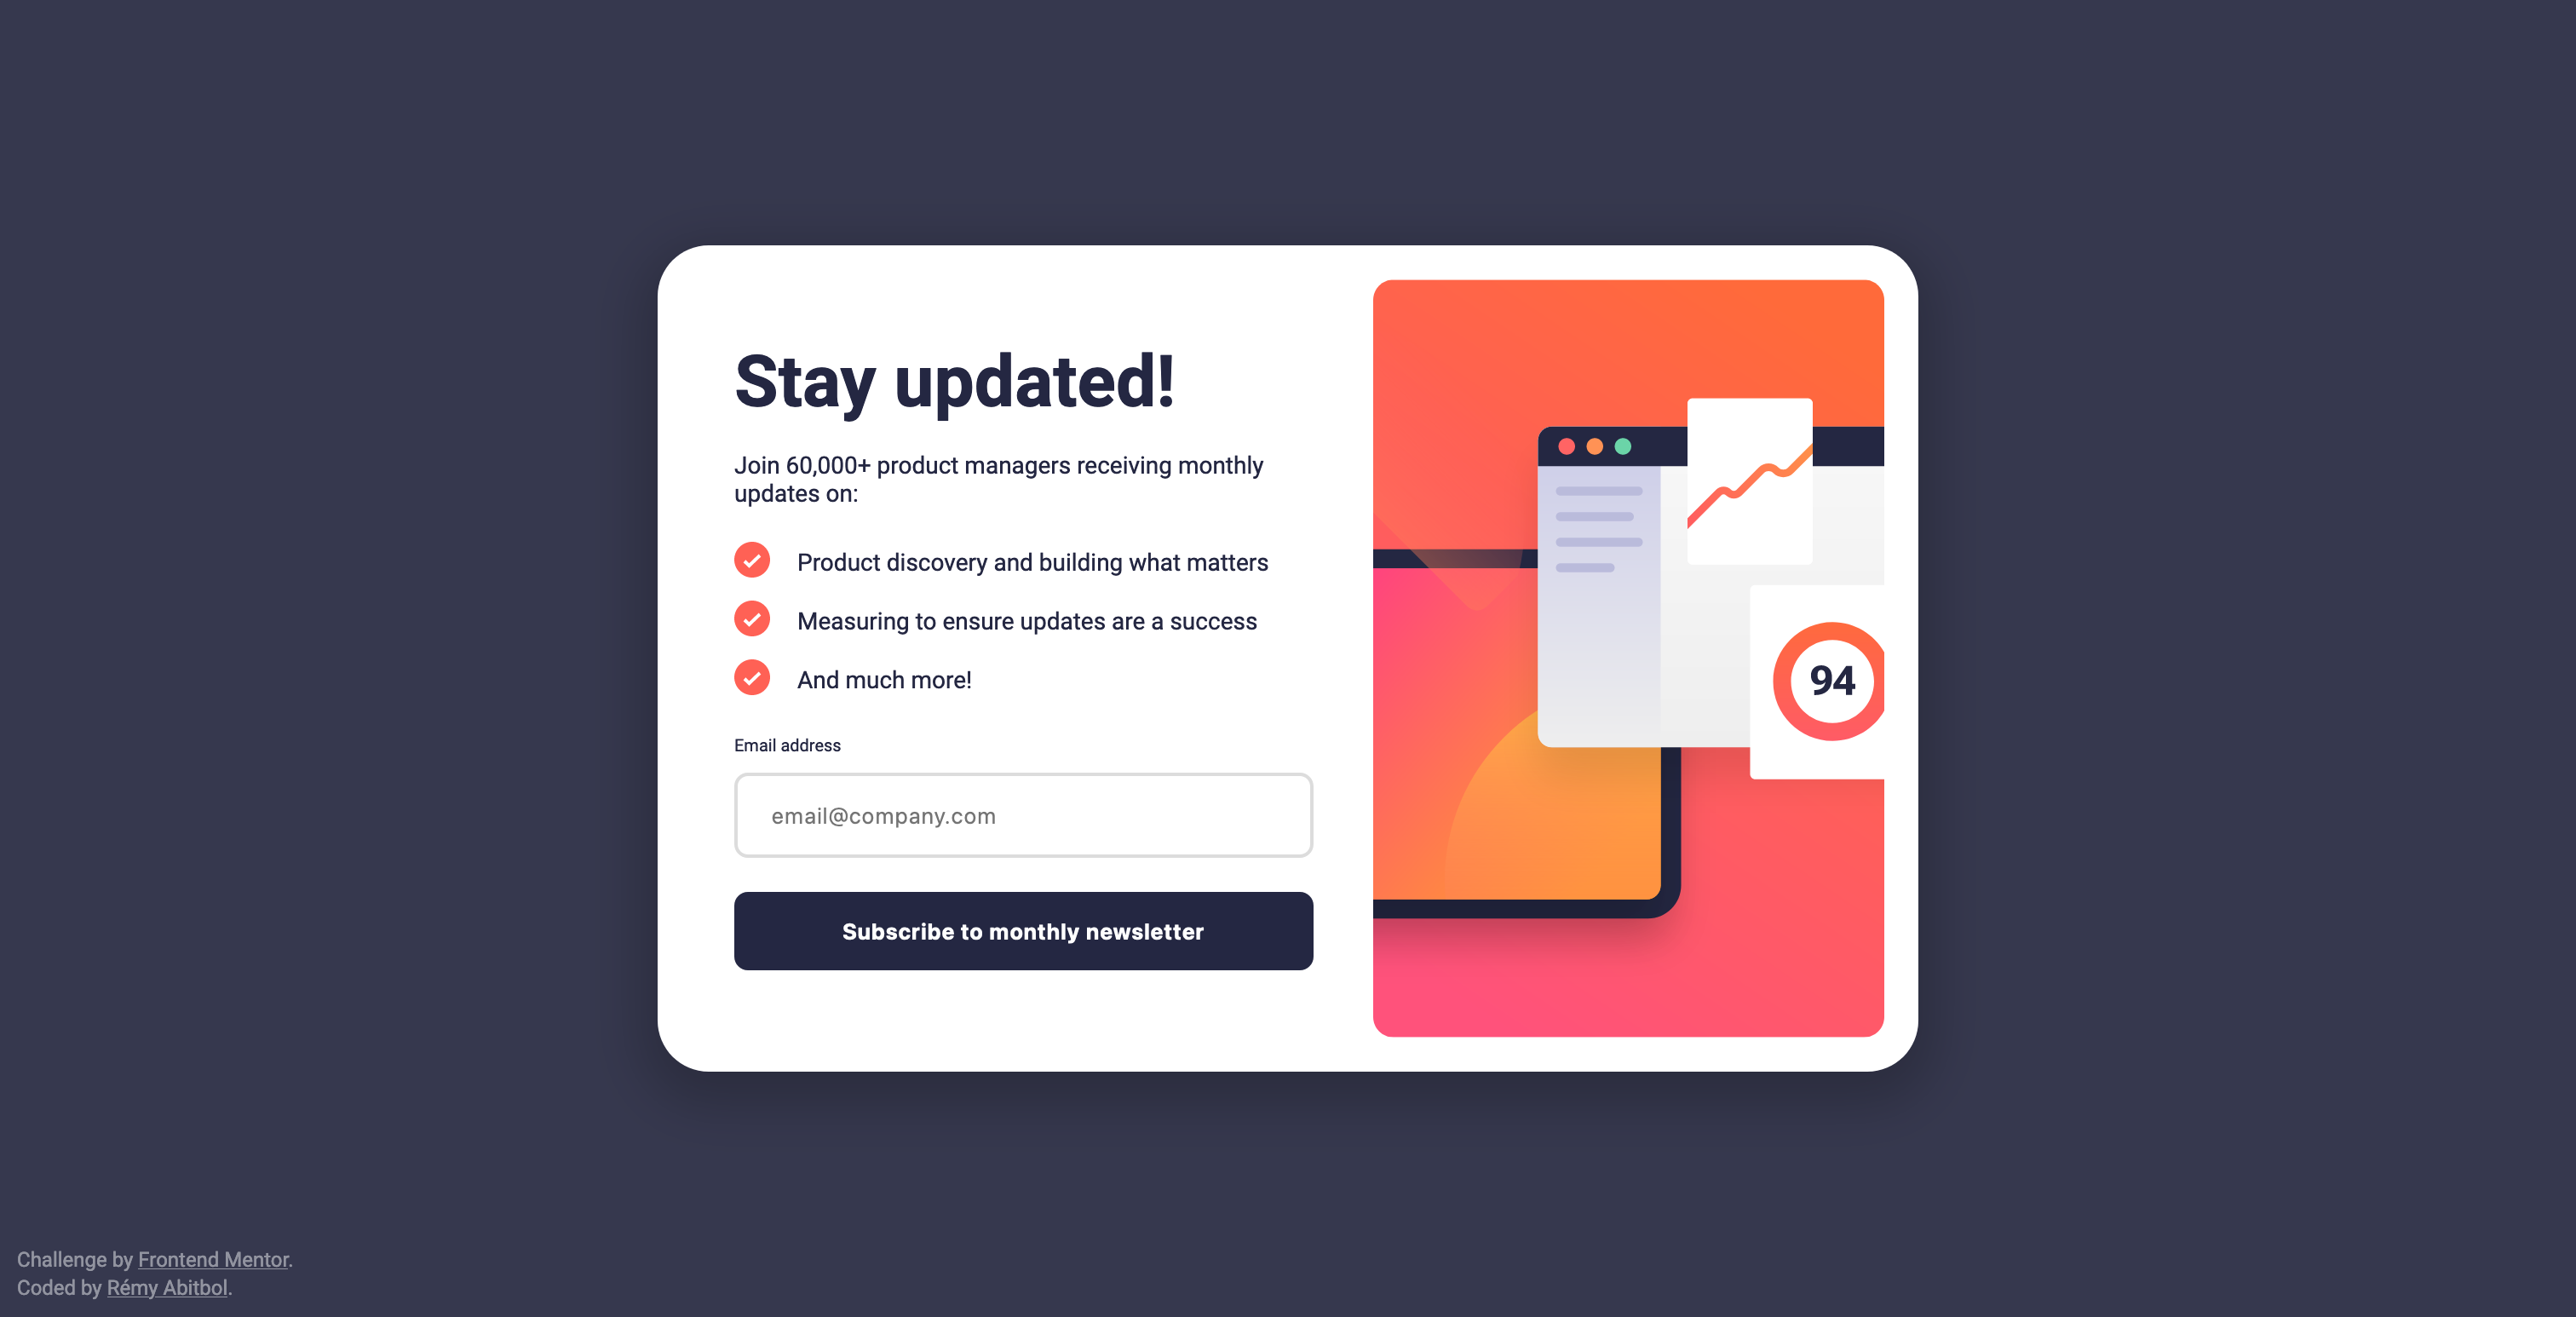 Stay updated!
Join 60,000+ product managers receiving monthly
updates on:
Product discovery and building what matters
Measuring to ensure updates are a success
And much more!
Email address
email@company.com
Subscribe to monthly newsletter
94
Challenge by Frontend Mentor.
Coded by Rémy Abitbol.